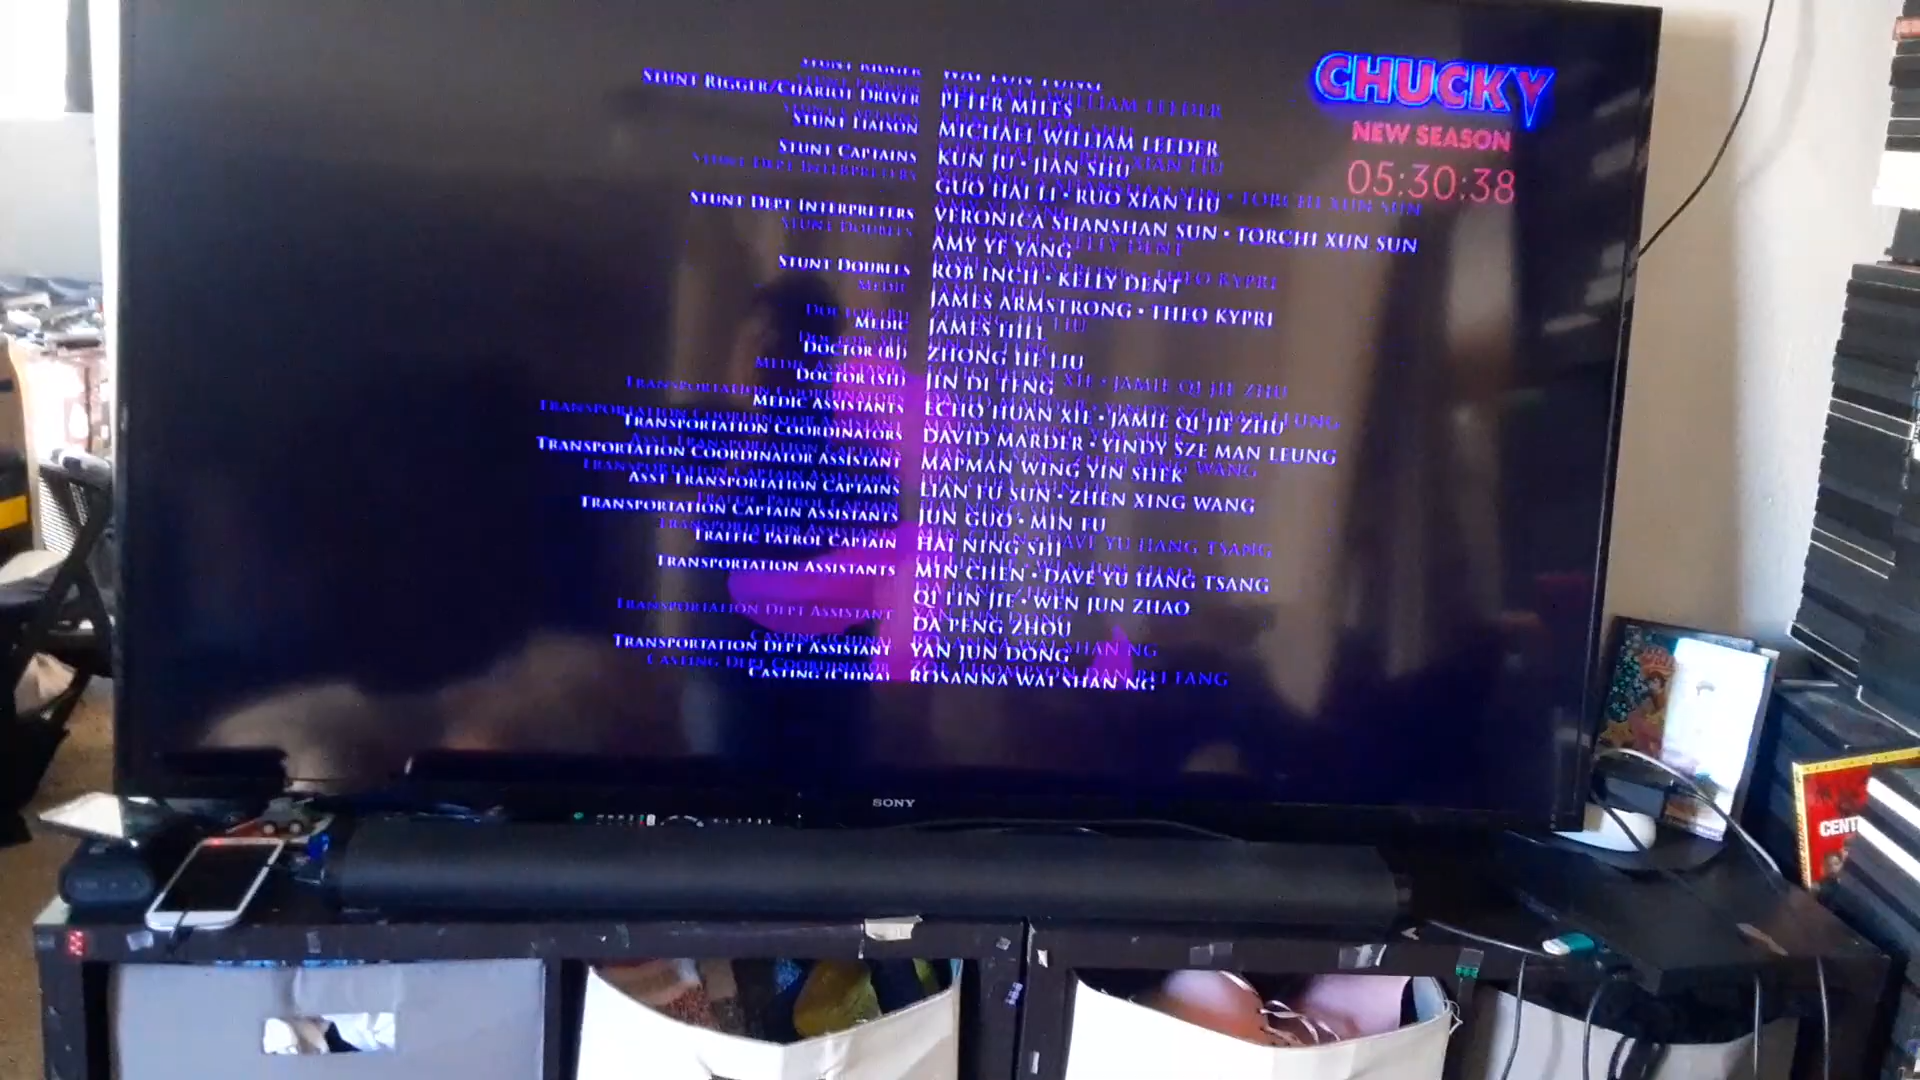 CHUCKY
NEW SEASON
05:30:38
STUNT RIGGER/CHARIOT DRIVER PETER MILES
STUNT LIAISON MICHAEL WILLIAM LEEDER
STUNT CAPTAINS KUN JU • JIAN SHU
GUO HAI LI • RUO XIAN LIU
STUNT DEPT INTERPRETERS VERONICA SHANSHAN SUN • TORCHI XUN SUN
AMY YE YANG
STUNT DOUBLES ROB INCH • KELLY DENT
JAMES ARMSTRONG • THEO KYPRI
MEDIC JAMES HILL
DOCTOR (BJ) ZHONG HE LIU
DOCTOR (SH) JIN DI TENG
MEDIC ASSISTANTS ECHO HUAN XIE • JAMIE QI JIE ZHU
TRANSPORTATION COORDINATORS DAVID MARDER • YINDY SZE MAN LEUNG
TRANSPORTATION COORDINATOR ASSISTANT MAPMAN WING YIN SHEK
ASST TRANSPORTATION CAPTAINS LIAN FU SUN • ZHEN XING WANG
TRANSPORTATION CAPTAIN ASSISTANTS JUN GUO • MIN FU
TRAFFIC PATROL CAPTAIN HAI NING SHI
TRANSPORTATION ASSISTANTS MIN CHEN • DAVE YU HANG TSANG
QI LIN JIE • WEN JUN ZHAO
DA PENG ZHOU
TRANSPORTATION DEPT ASSISTANT YAN JUN DONG
CASTING (CHINA) ROSANNA WAI SHAN NG
SONY
CENT